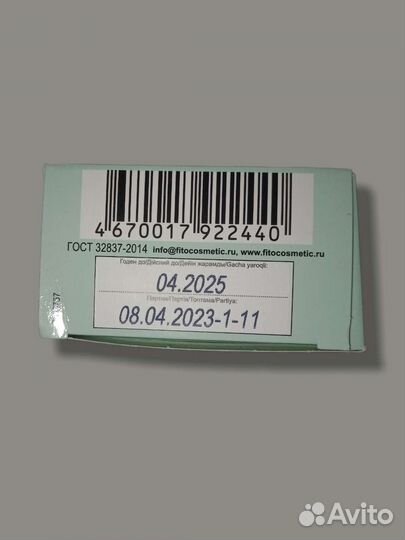 4 670017 922440
ГОСТ 32837-2014 info@fitocosmetic.ru, www.fitocosmetic.ru
Годен до/Дійсний до/Дейін жарамды/Gacha yaroqli:
04.2025
Партия/Партія/Топтама/Partiya:
08.04.2023-1-11
Avito